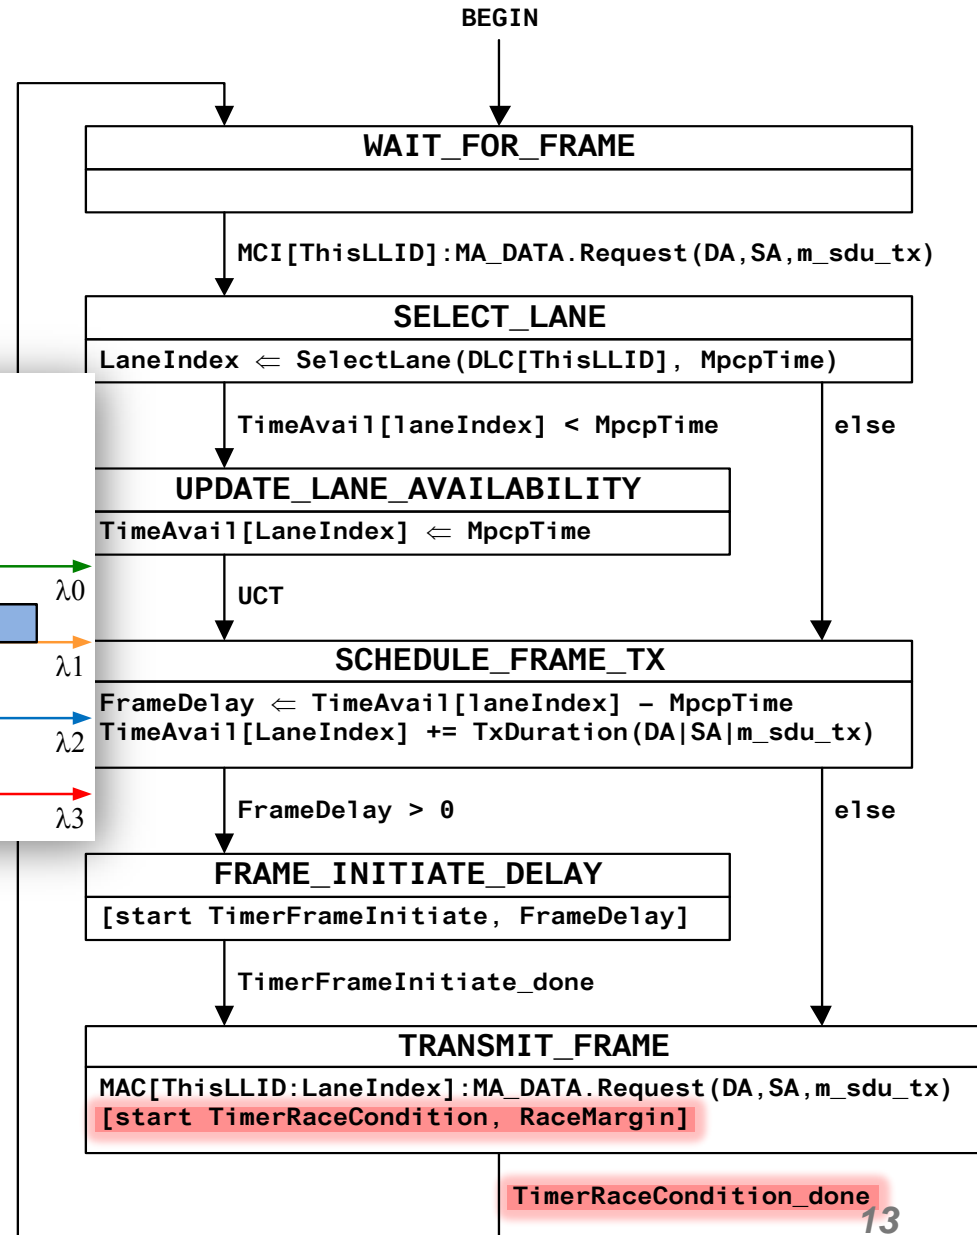 BEGIN
WAIT_FOR_FRAME
MCI[ThisLLID]:MA_DATA.Request(DA,SA,m_sdu_tx)
SELECT_LANE
LaneIndex ⇐ SelectLane(DLC[ThisLLID], MpcpTime)
TimeAvail[laneIndex] < MpcpTime
else
UPDATE_LANE_AVAILABILITY
TimeAvail[LaneIndex] ⇐ MpcpTime
UCT
λ0
λ1
λ2
λ3
SCHEDULE_FRAME_TX
FrameDelay ⇐ TimeAvail[laneIndex] – MpcpTime
TimeAvail[LaneIndex] += TxDuration(DA|SA|m_sdu_tx)
FrameDelay > 0
else
FRAME_INITIATE_DELAY
[start TimerFrameInitiate, FrameDelay]
TimerFrameInitiate_done
TRANSMIT_FRAME
MAC[ThisLLID:LaneIndex]:MA_DATA.Request(DA,SA,m_sdu_tx)
[start TimerRaceCondition, RaceMargin]
TimerRaceCondition_done
13